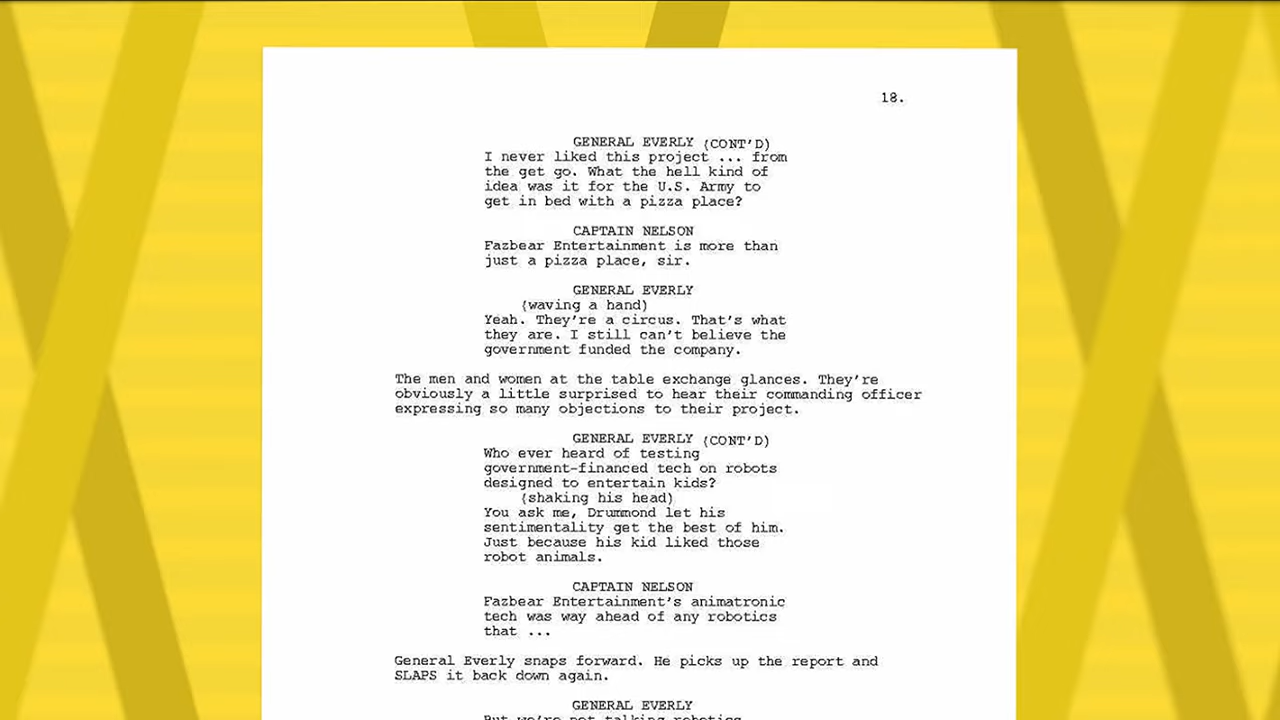 18.
GENERAL EVERLY (CONT'D)
I never liked this project ... from
the get go. What the hell kind of
idea was it for the U.S. Army to
get in bed with a pizza place?
CAPTAIN NELSON
Fazbear Entertainment is more than
just a pizza place, sir.
GENERAL EVERLY
(waving a hand)
Yeah. They're a circus. That's what
they are. I still can't believe the
government funded the company.
The men and women at the table exchange glances. They're
obviously a little surprised to hear their commanding officer
expressing so many objections to their project.
GENERAL EVERLY (CONT'D)
Who ever heard of testing
government-financed tech on robots
designed to entertain kids?
(shaking his head)
You ask me, Drummond let his
sentimentality get the best of him.
Just because his kid liked those
robot animals.
CAPTAIN NELSON
Fazbear Entertainment's animatronic
tech was way ahead of any robotics
that ...
General Everly snaps forward. He picks up the report and
SLAPS it back down again.
GENERAL EVERLY
But we're not talking robotics